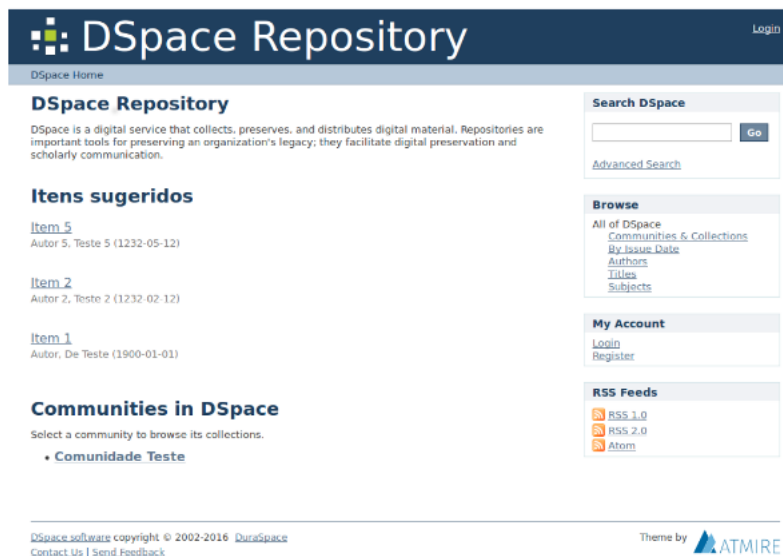 DSpace Repository
Login
DSpace Home
DSpace Repository
DSpace is a digital service that collects, preserves, and distributes digital material. Repositories are
important tools for preserving an organization's legacy; they facilitate digital preservation and
scholarly communication.
Itens sugeridos
Item 5
Autor 5, Teste 5 (1232-05-12)
Item 2
Autor 2, Teste 2 (1232-02-12)
Item 1
Autor, De Teste (1900-01-01)
Communities in DSpace
Select a community to browse its collections.
• Comunidade Teste
Search DSpace
Go
Advanced Search
Browse
All of DSpace
Communities & Collections
By Issue Date
Authors
Titles
Subjects
My Account
Login
Register
RSS Feeds
RSS 1.0
RSS 2.0
Atom
DSpace software copyright © 2002-2016 DuraSpace
Contact Us | Send Feedback
Theme by ATMIRE